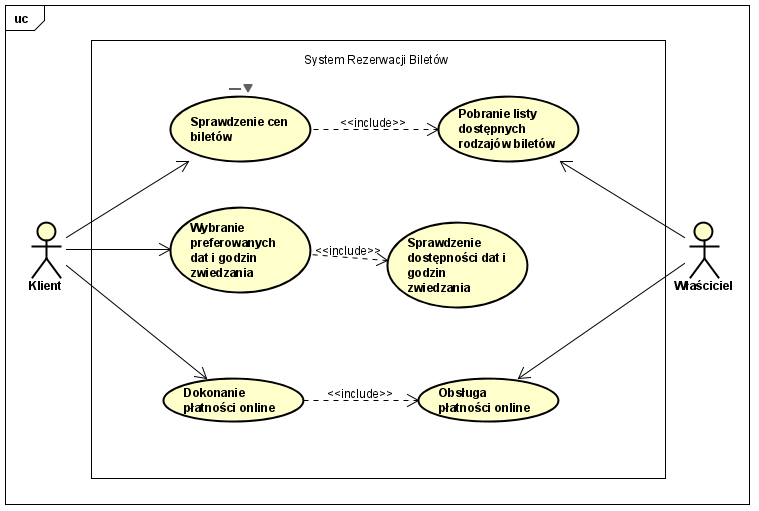 uc
System Rezerwacji Biletów
Sprawdzenie cen
biletów
<<include>>
Pobranie listy
dostępnych
rodzajów biletów
Wybranie
preferowanych
dat i godzin
zwiedzania
<<include>>
Sprawdzenie
dostępności dat i
godzin
zwiedzania
Klient
Właściciel
Dokonanie
płatności online
<<include>>
Obsługa
płatności online